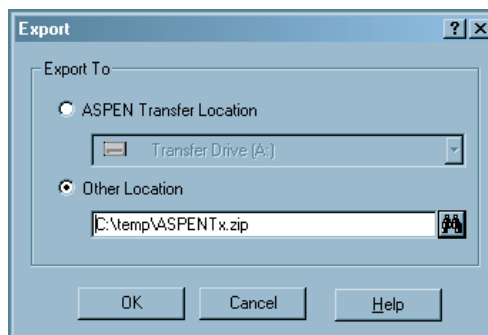 Export
Export To
ASPEN Transfer Location
Transfer Drive (A:)
Other Location
C:\temp\ASPENTx.zip
OK Cancel Help